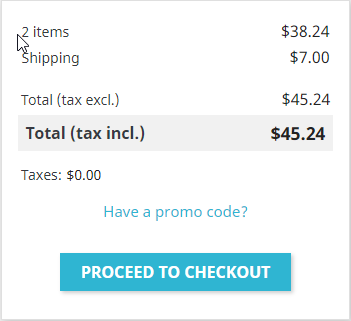 2 items $38.24
Shipping $7.00
Total (tax excl.) $45.24
Total (tax incl.) $45.24
Taxes: $0.00
Have a promo code?
PROCEED TO CHECKOUT